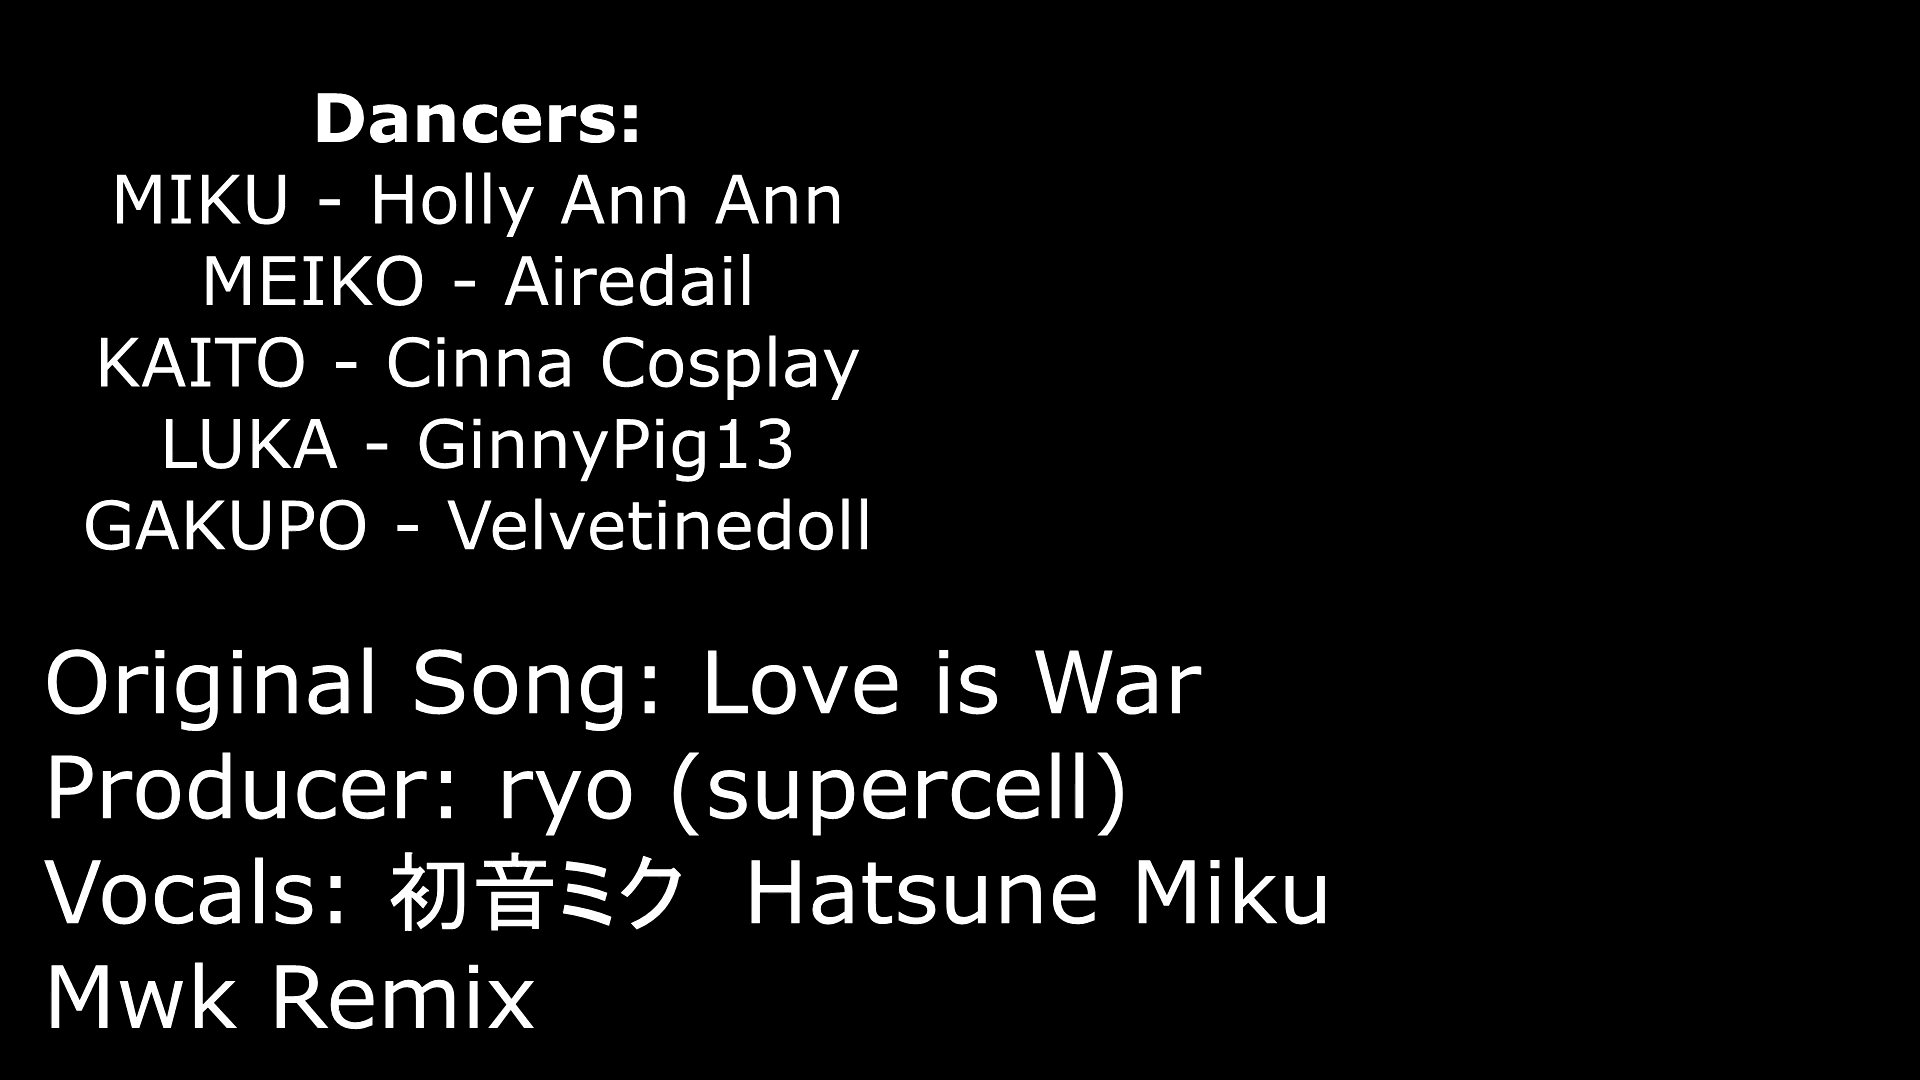 Dancers:
MIKU - Holly Ann Ann
MEIKO - Airedail
KAITO - Cinna Cosplay
LUKA - GinnyPig13
GAKUPO - Velvetinedoll
Original Song: Love is War
Producer: ryo (supercell)
Vocals: 初音ミク Hatsune Miku
Mwk Remix